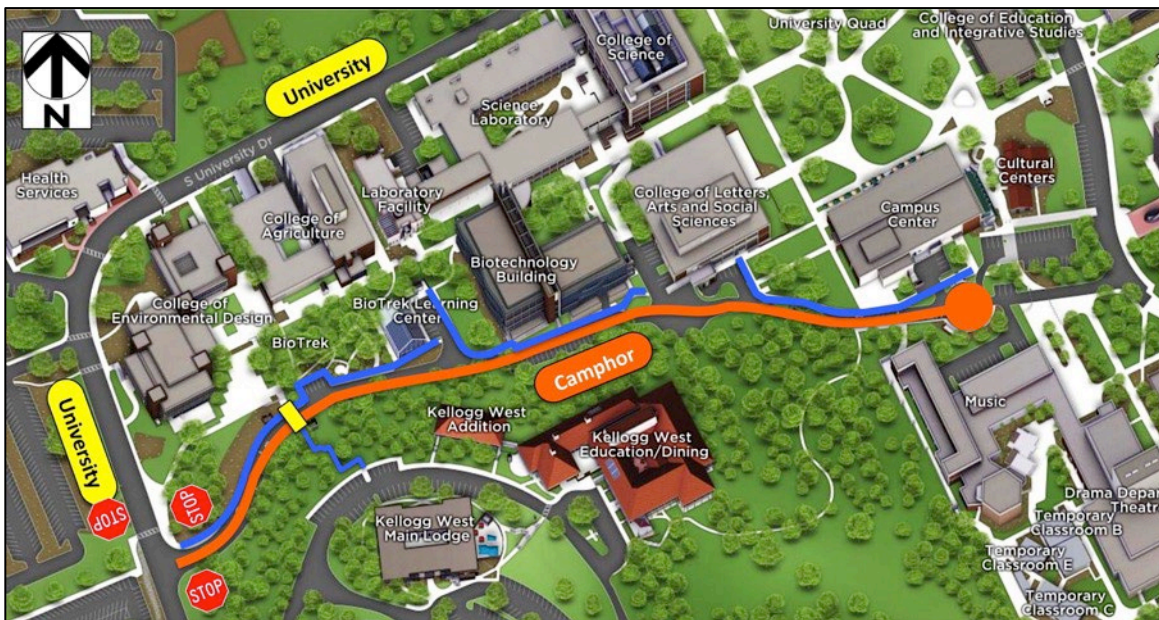 University Quad
College of Education
and Integrative Studies
College of
Science
University
N
Science
Laboratory
S University Dr
Health
Services
Laboratory
Facility
College of
Agriculture
College of Letters,
Arts and Social
Sciences
Cultural
Centers
Campus
Center
Biotechnology
Building
College of
Environmental Design
BioTrek Learning
Center
BioTrek
Camphor
University
Kellogg West
Addition
Kellogg West
Education/Dining
Music
STOP
STOP
STOP
Kellogg West
Main Lodge
Drama Depar
Theatre
Temporary
Classroom B
Temporary
Classroom E
Temporary
Classroom C